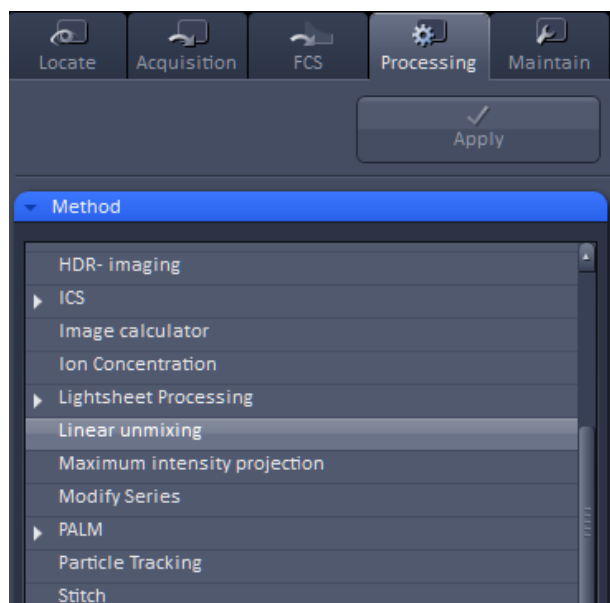 Locate Acquisition FCS Processing Maintain
Apply
Method
HDR- imaging
ICS
Image calculator
Ion Concentration
Lightsheet Processing
Linear unmixing
Maximum intensity projection
Modify Series
PALM
Particle Tracking
Stitch